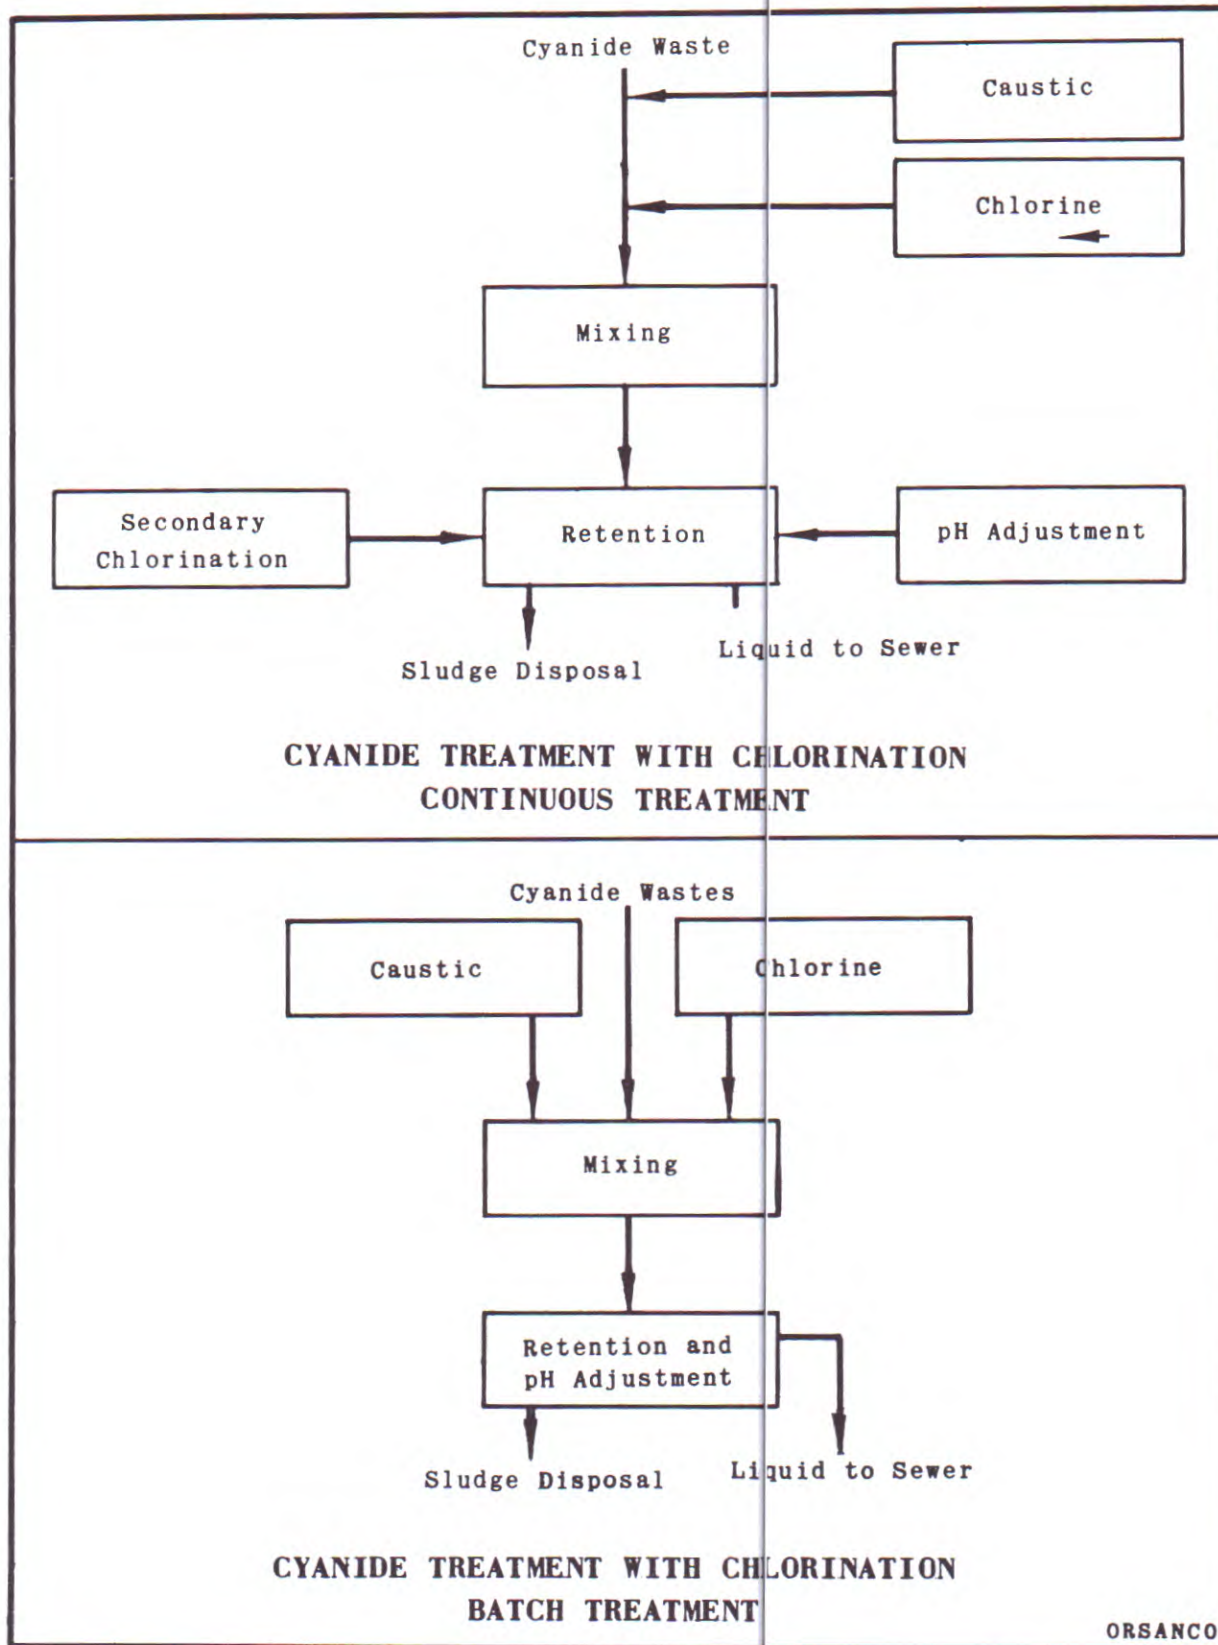 Cyanide Waste
Caustic
Chlorine
Mixing
Secondary
Chlorination
Retention
pH Adjustment
Sludge Disposal
Liquid to Sewer
CYANIDE TREATMENT WITH CHLORINATION
CONTINUOUS TREATMENT
Cyanide Wastes
Caustic
Chlorine
Mixing
Retention and
pH Adjustment
Sludge Disposal
Liquid to Sewer
CYANIDE TREATMENT WITH CHLORINATION
BATCH TREATMENT
ORSANCO